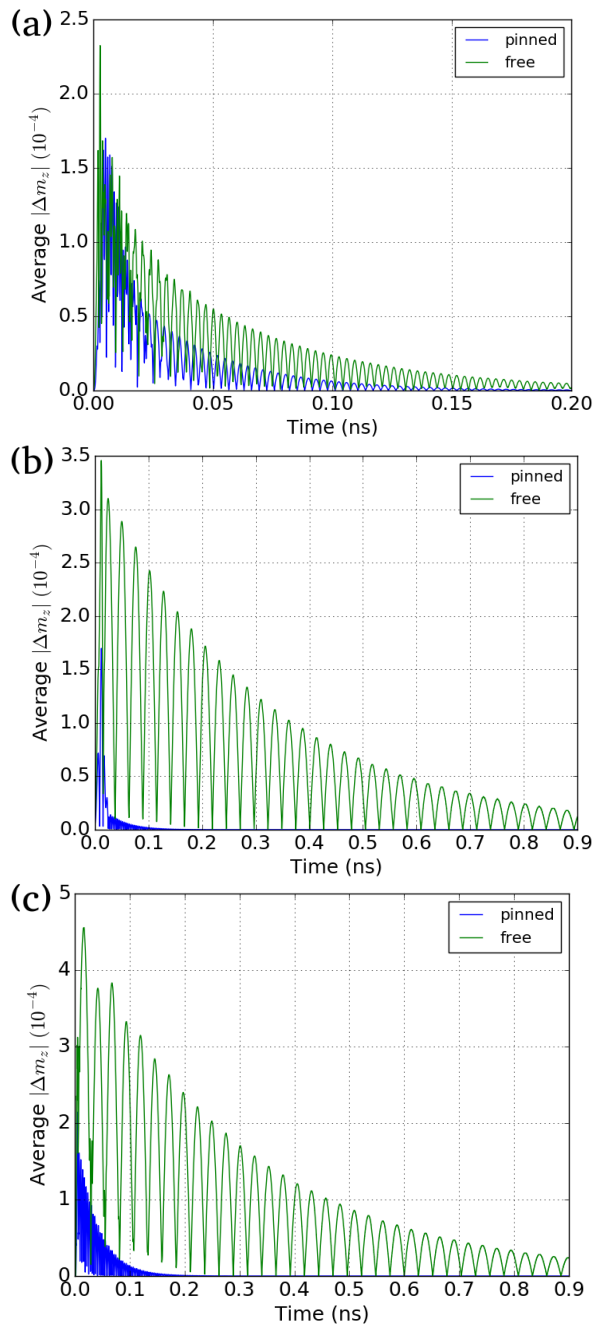 (a)
2.5
2.0
1.5
1.0
0.5
0.0
Average |Δm_z| (10⁻⁴)
pinned
free
0.00 0.05 0.10 0.15 0.20
Time (ns)
(b)
3.5
3.0
2.5
2.0
1.5
1.0
0.5
0.0
Average |Δm_z| (10⁻⁴)
pinned
free
0.0 0.1 0.2 0.3 0.4 0.5 0.6 0.7 0.8 0.9
Time (ns)
(c)
5
4
3
2
1
0
Average |Δm_z| (10⁻⁴)
pinned
free
0.0 0.1 0.2 0.3 0.4 0.5 0.6 0.7 0.8 0.9
Time (ns)